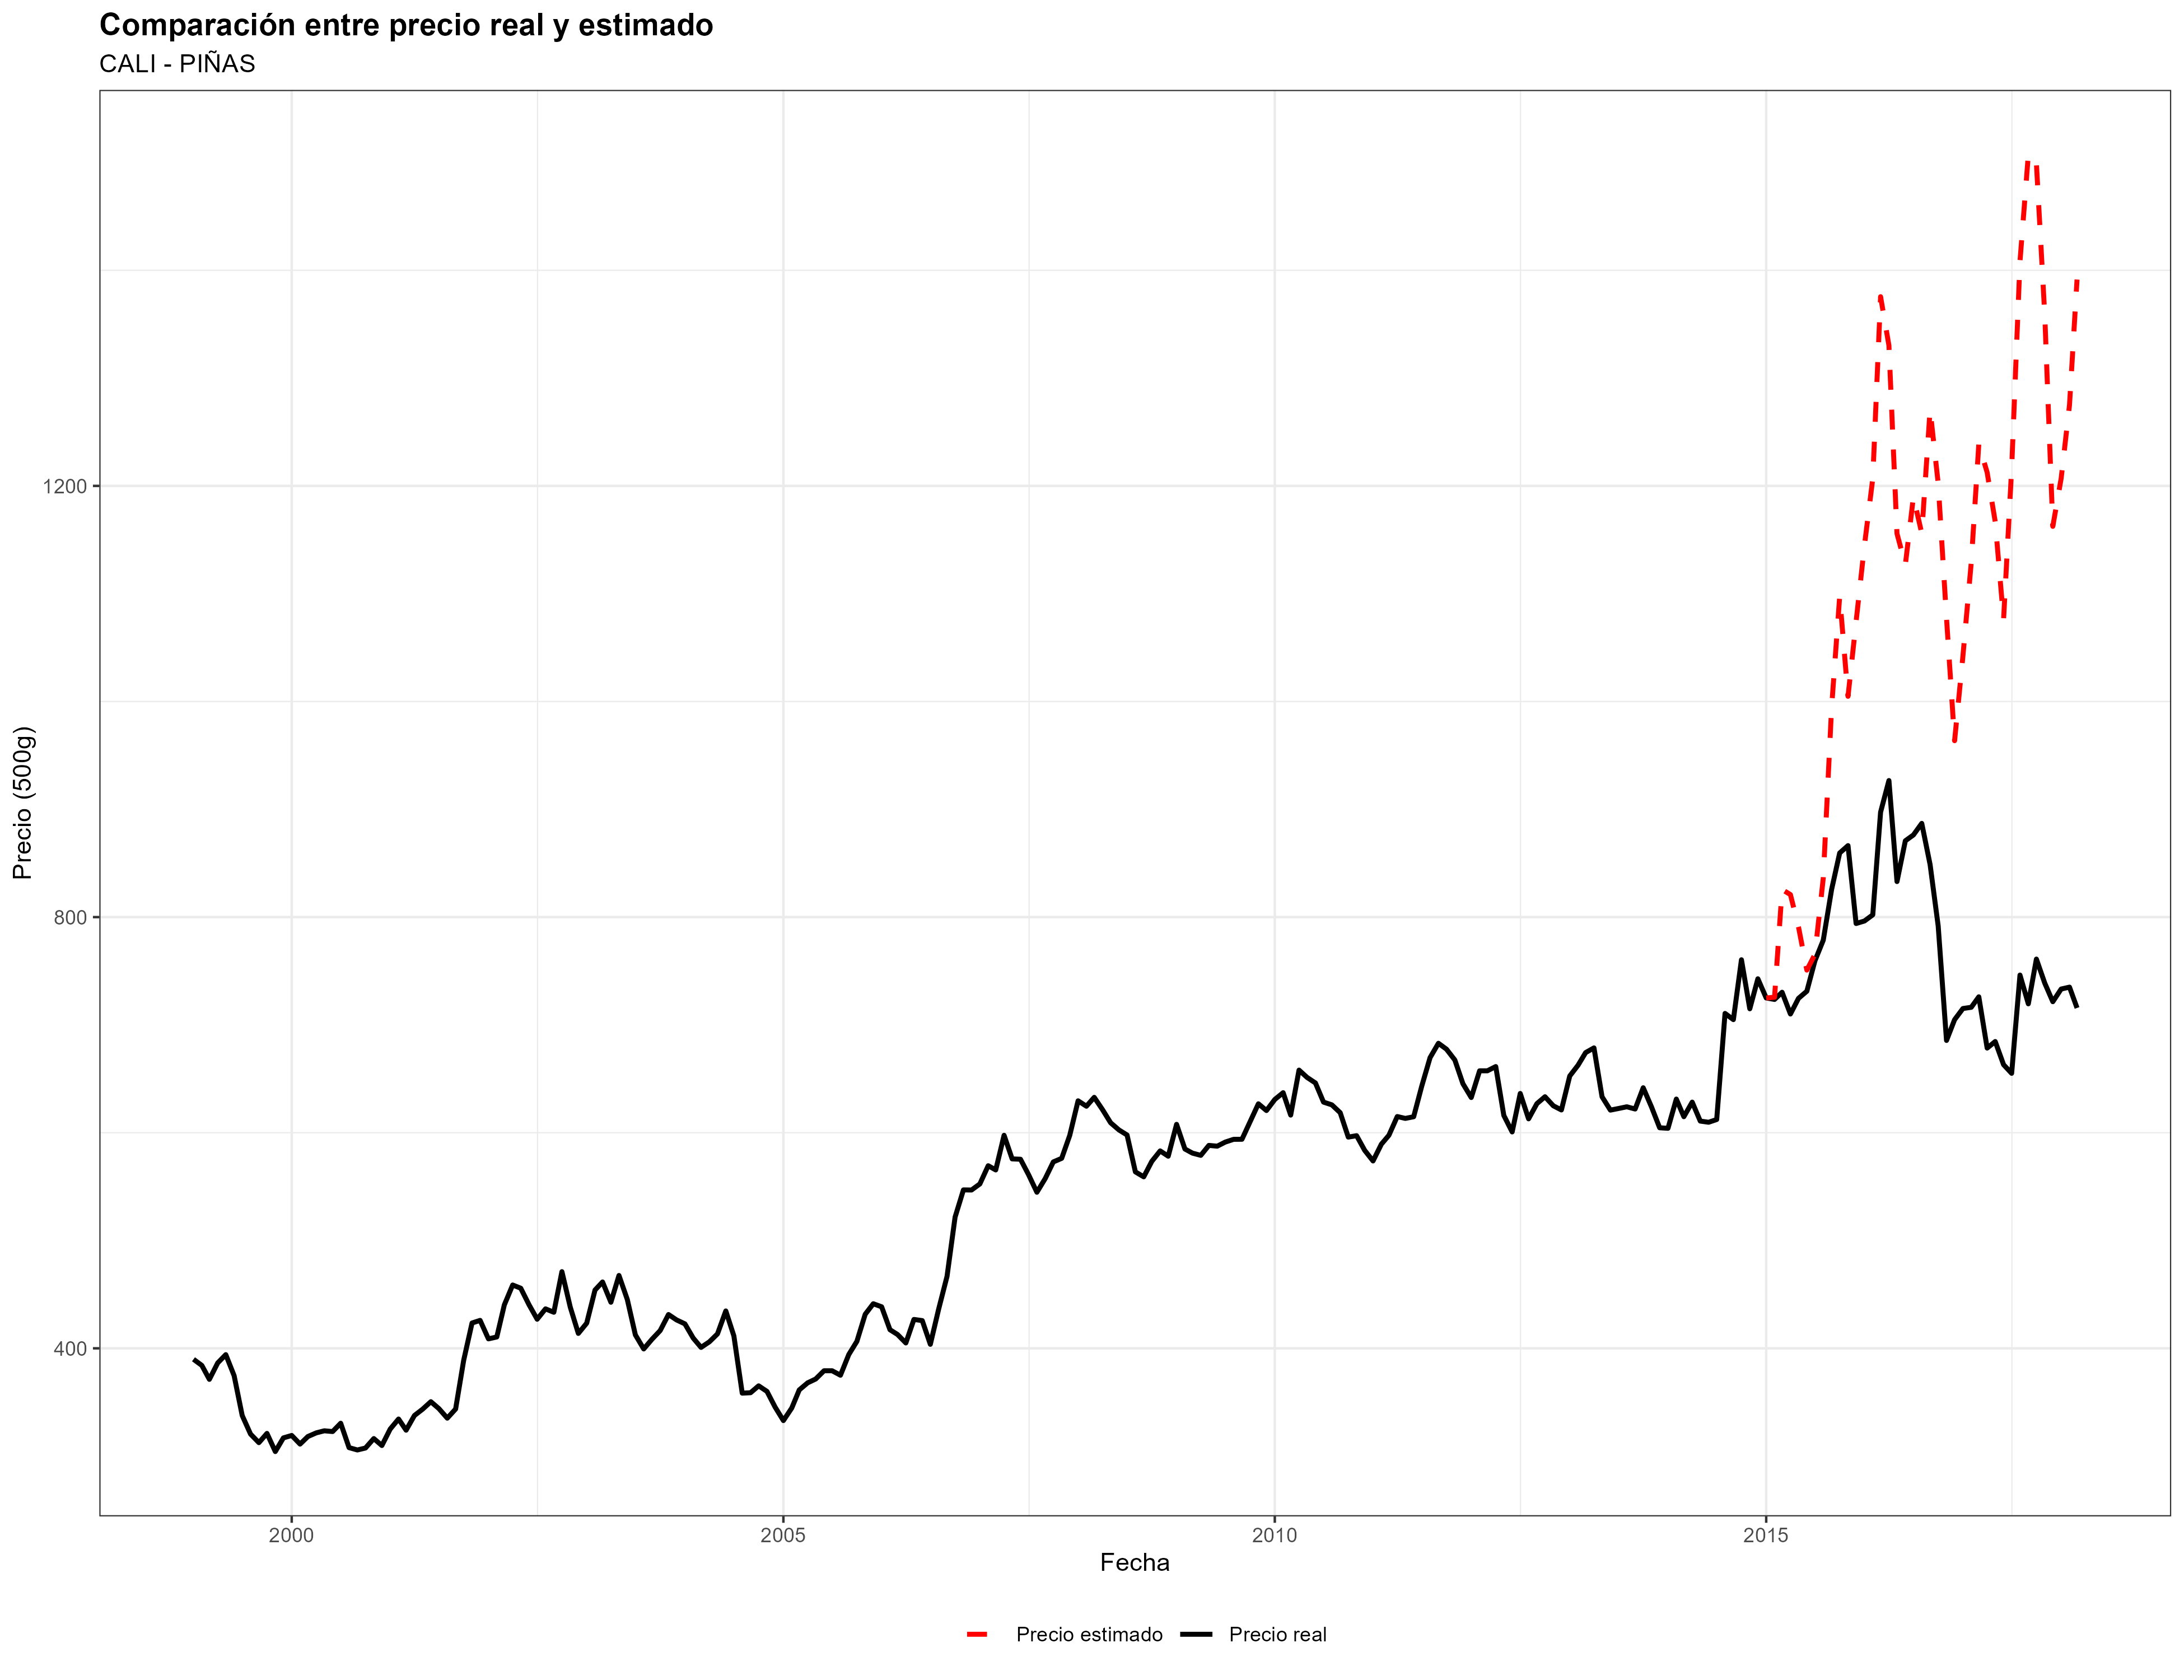 Comparación entre precio real y estimado
CALI - PIÑAS
Precio (500g)
1200
800
400
2000 2005 2010 2015
Fecha
Precio estimado Precio real